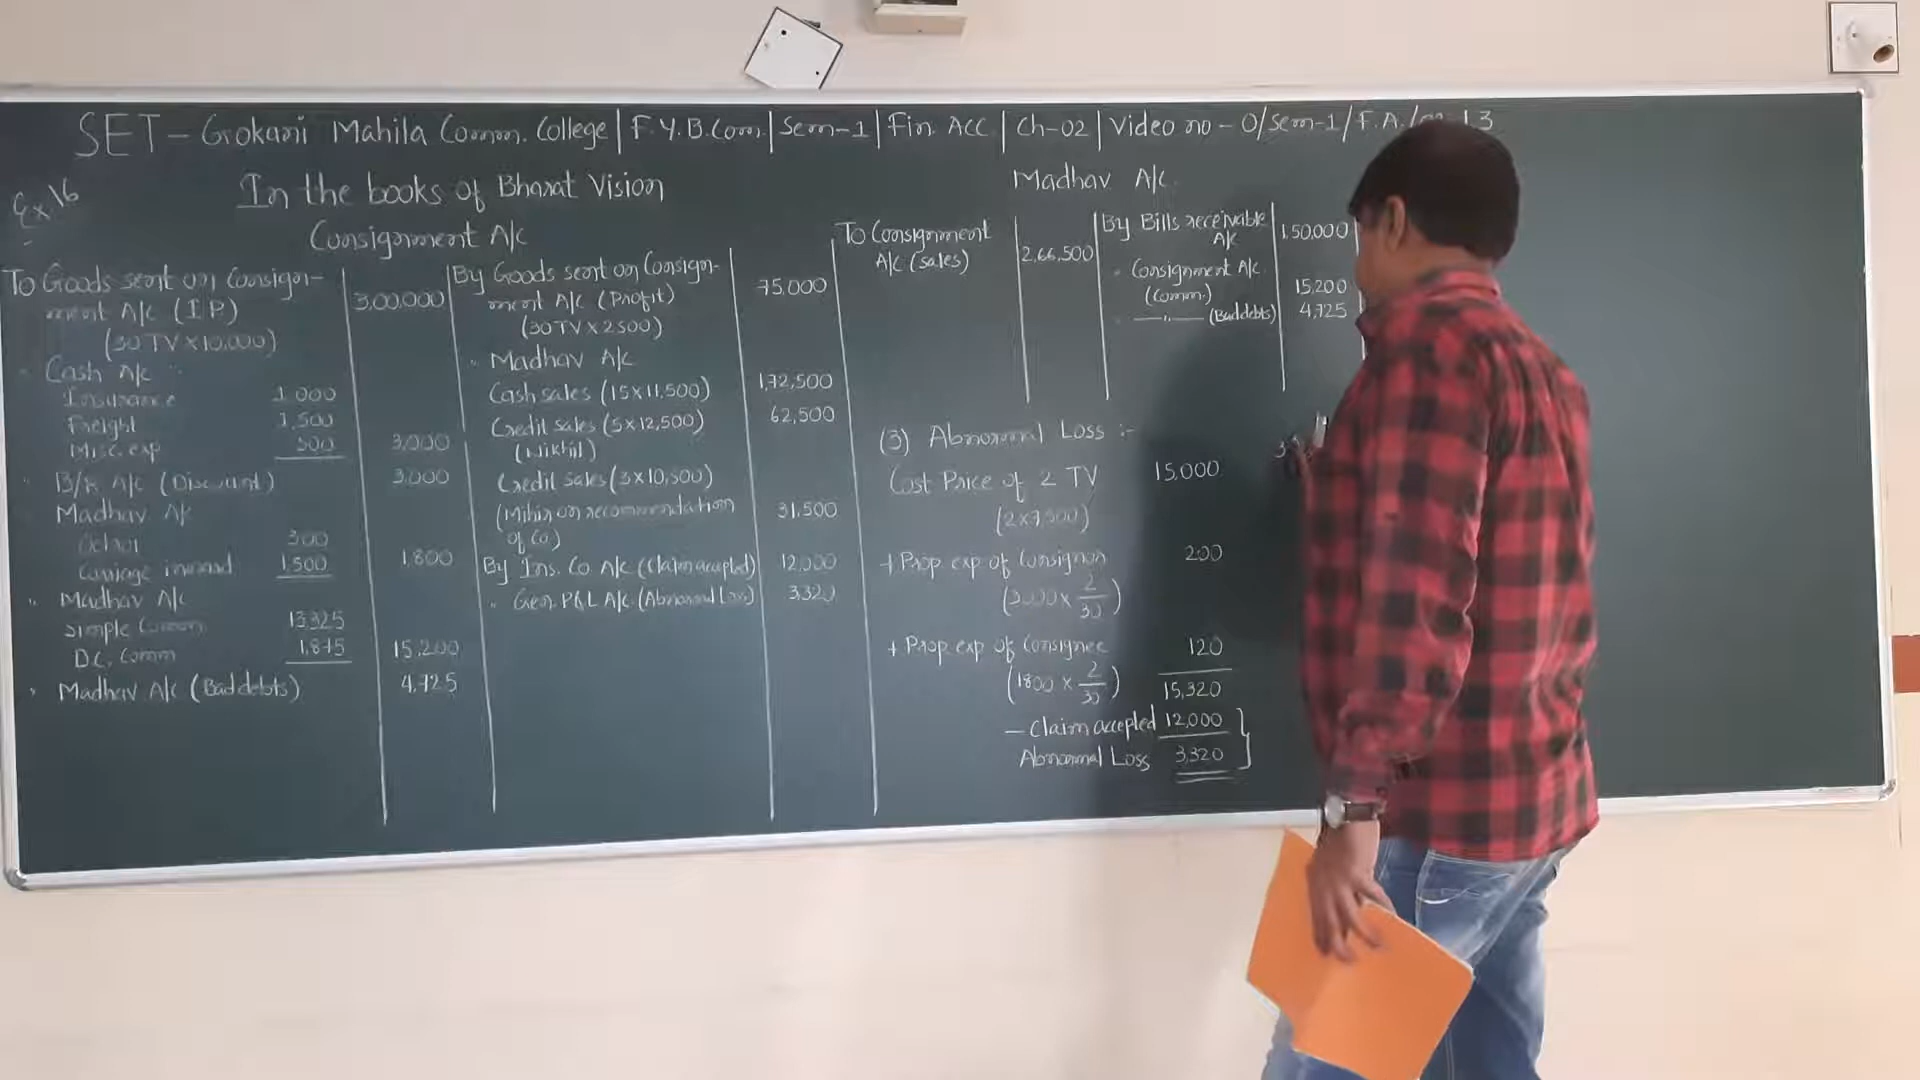 SET - Gokani Mahila Comm. College | F.Y.B.Com. | Sem-1 | Fin. Acc | Ch-02 | Video no - 0/sem-1/F.A./
Ex 16
In the books of Bharat Vision
Consignment A/c
To Goods sent on Consign- 3,00,000
ment A/c (I.P.)
(30 TV X 10,000)
" Cash A/c :-
Insurance 1,000
Freight 1,500
Misc. exp 500 3,000
" B/R A/c (Discount) 3,000
" Madhav A/c
Octroi 300
Carriage inward 1,500 1,800
" Madhav A/c
Simple Comm. 13325
D.C. Comm 1,875 15,200
" Madhav A/c (Bad debts) 4,725
By Goods sent on Consign- 75,000
ment A/c (Profit)
(30 TV X 2500)
" Madhav A/c
Cash sales (15 x 11,500) 1,72,500
Credit sales (5 x 12,500) 62,500
(Nikhil)
Credit sales (3 x 10,500)
(Mihir on recommendation 31,500
of Co.)
By Ins. Co. A/c (Claim accepted) 12,000
" Gen. P&L A/c (Abnormal Loss) 3320
Madhav A/c.
To Consignment 2,66,500
A/c (sales)
By Bills receivable 1,50,000
A/c
" Consignment A/c.
(Comm.) 15,200
" —"— (Bad debts) 4,725
(3) Abnormal Loss :-
Cost Price of 2 TV 15,000
(2 x 7,500)
+ Prop exp of Consignor 200
(3000 x 2/30)
+ Prop exp of Consignee 120
(1800 x 2/30) 15,320
- Claim accepted 12,000
Abnormal Loss 3,320